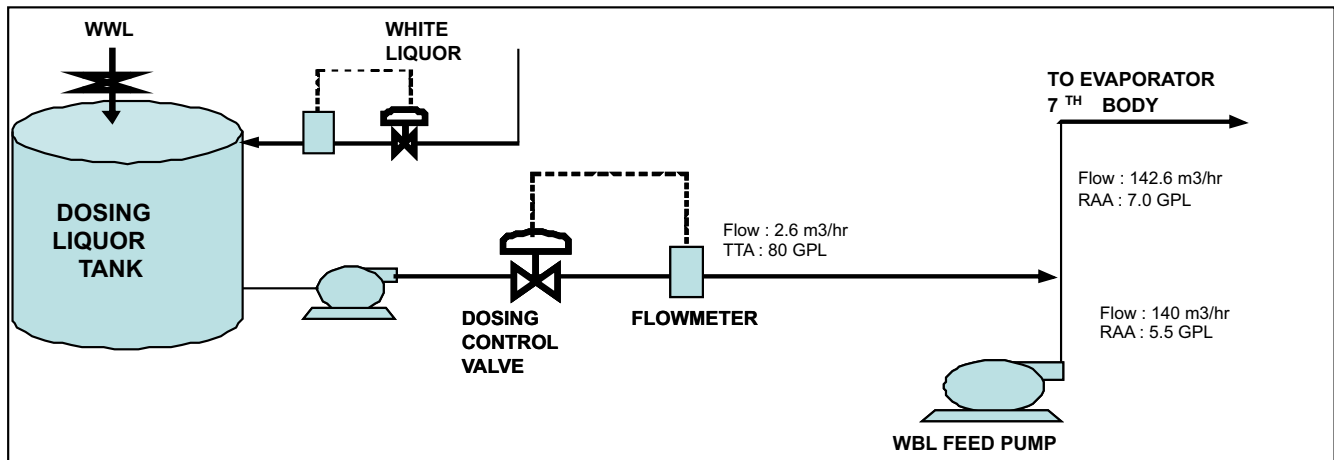 WWL
WHITE
LIQUOR
TO EVAPORATOR
7 TH BODY
Flow : 142.6 m3/hr
RAA : 7.0 GPL
DOSING
LIQUOR
TANK
Flow : 2.6 m3/hr
TTA : 80 GPL
DOSING
CONTROL
VALVE
FLOWMETER
Flow : 140 m3/hr
RAA : 5.5 GPL
WBL FEED PUMP